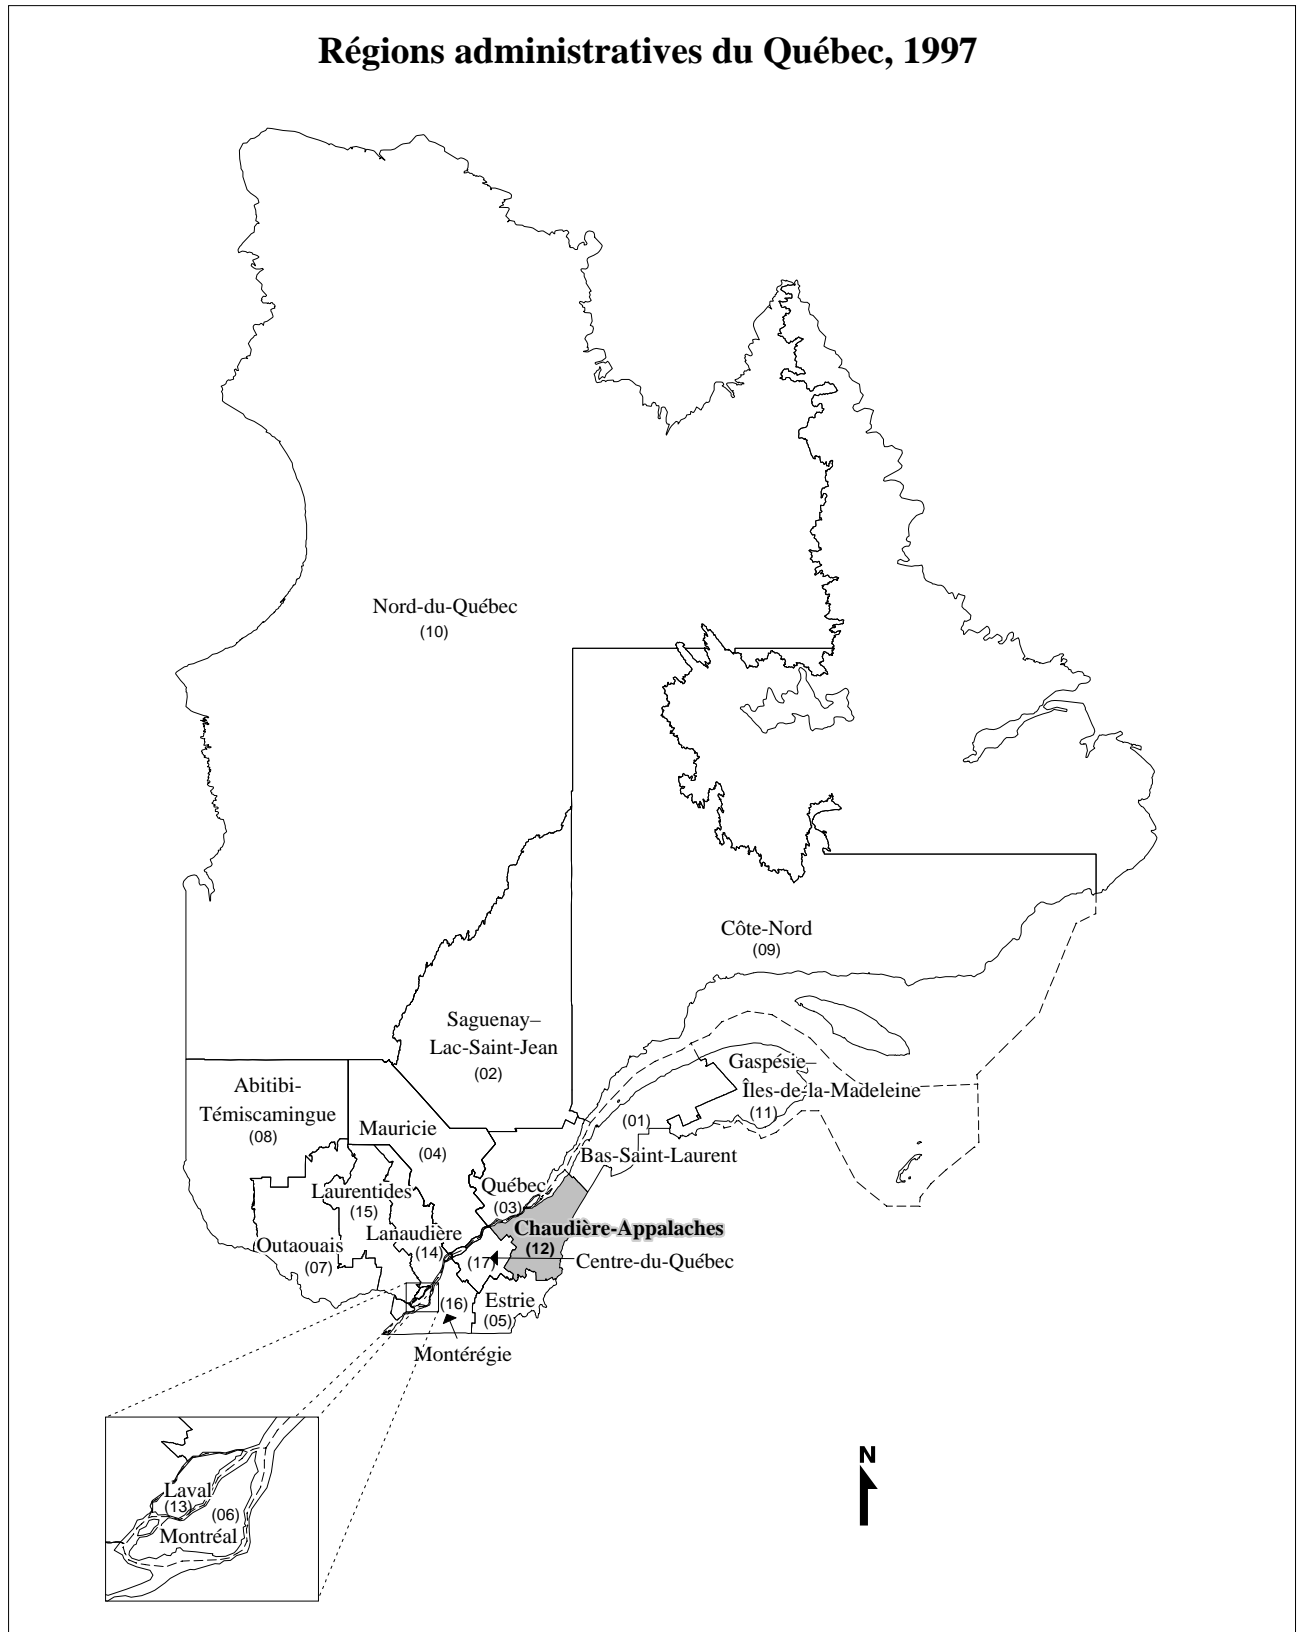 Régions administratives du Québec, 1997
Nord-du-Québec
(10)
Côte-Nord
(09)
Saguenay–
Lac-Saint-Jean
(02)
Gaspésie–
Îles-de-la-Madeleine
(11)
Abitibi-
Témiscamingue
(08)
Mauricie
(04)
(01)
Bas-Saint-Laurent
Laurentides
(15)
Québec
(03)
Lanaudière
(14)
Chaudière-Appalaches
(12)
Outaouais
(07)
(17)
Centre-du-Québec
(16)
Estrie
(05)
Montérégie
Laval
(13)
(06)
Montréal
N